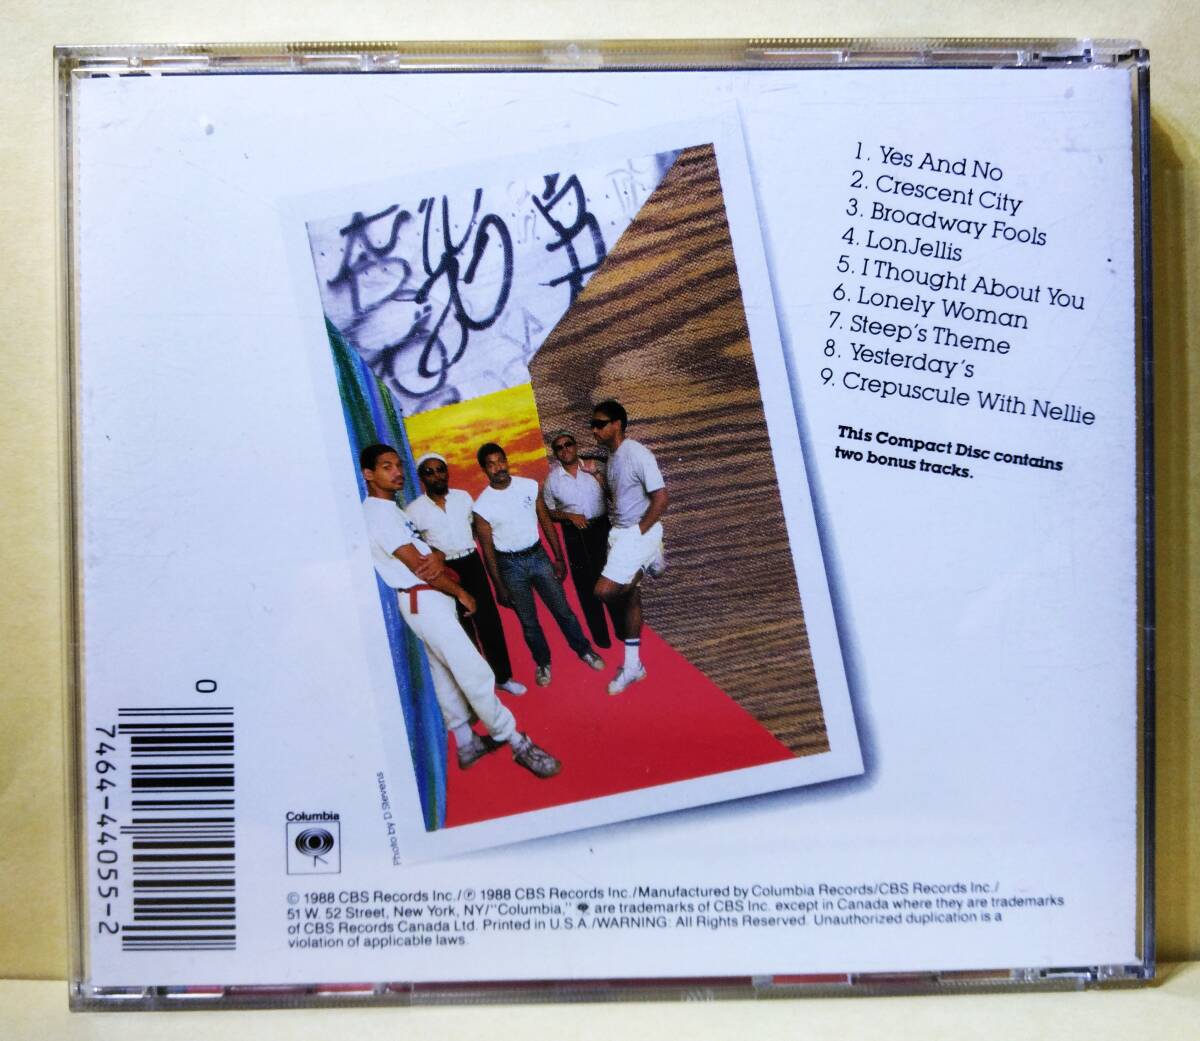 1. Yes And No
2. Crescent City
3. Broadway Fools
4. LonJellis
5. I Thought About You
6. Lonely Woman
7. Steep's Theme
8. Yesterday's
9. Crepuscule With Nellie
This Compact Disc contains
two bonus tracks.
Photo by D Stevens
0
7464-44055-2
Columbia
© 1988 CBS Records Inc./℗ 1988 CBS Records Inc./Manufactured by Columbia Records/CBS Records Inc./
51 W. 52 Street, New York, NY/"Columbia," are trademarks of CBS Inc. except in Canada where they are trademarks
of CBS Records Canada Ltd. Printed in U.S.A./WARNING: All Rights Reserved. Unauthorized duplication is a
violation of applicable laws.